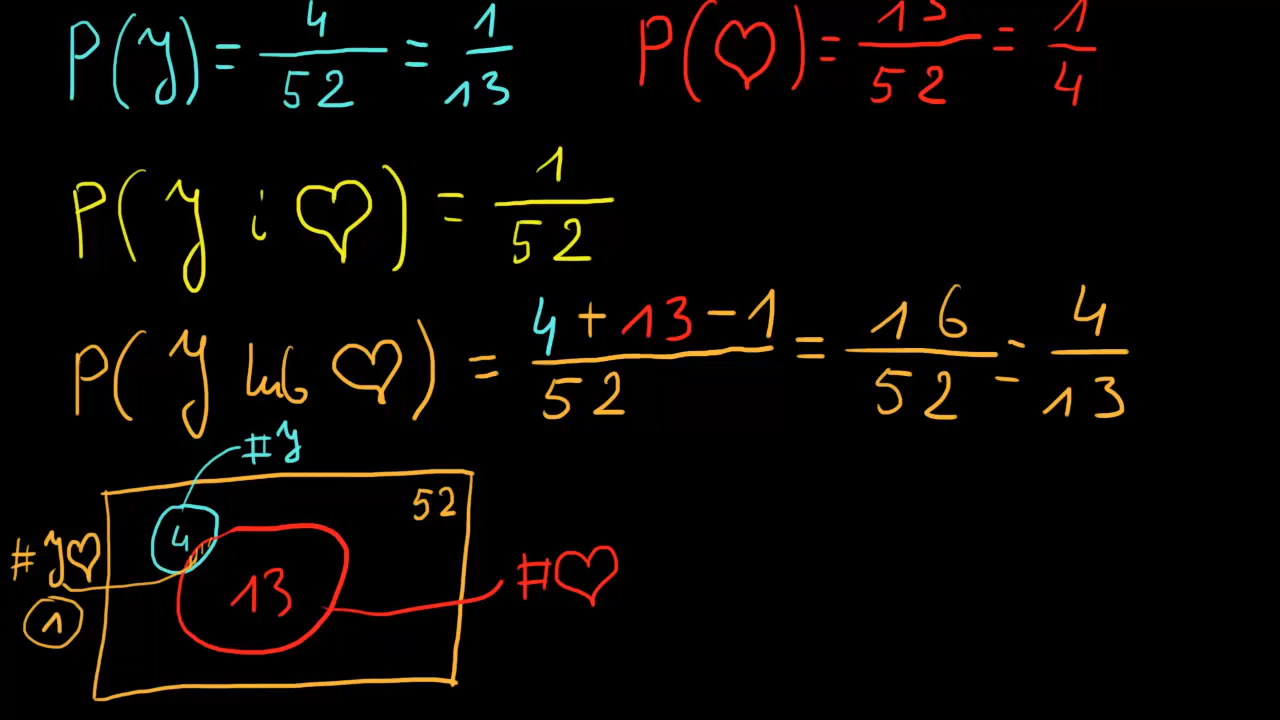 P(y) = 4/52 = 1/13
P(♡) = 13/52 = 1/4
P(y i ♡) = 1/52
P(y lub ♡) = 4+13-1/52 = 16/52 = 4/13
#y
52
4
#y♡
13
#♡
1